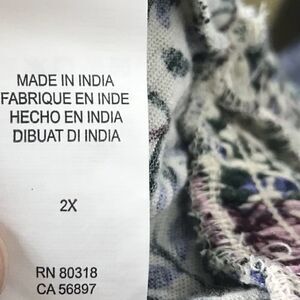 MADE IN INDIA
FABRIQUE EN INDE
HECHO EN INDIA
DIBUAT DI INDIA
2X
RN 80318
CA 56897